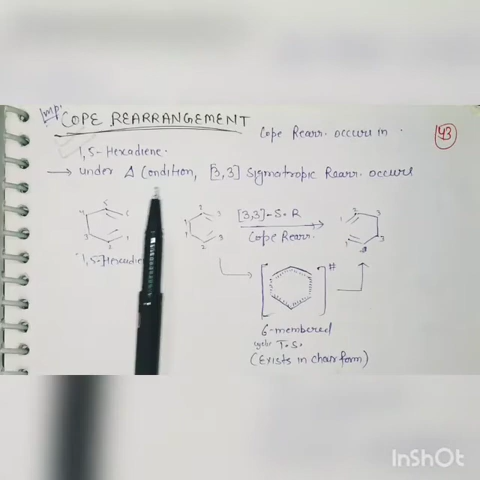 Imp.
COPE REARRANGEMENT
Cope Rearr. occurs in
43
1,5-Hexadiene.
→ under Δ Condition, [3,3] Sigmatropic Rearr. occurs
[3,3]-S.R
Cope Rearr.
1,5-Hexadie
6-membered
cyclic T.S.
(Exists in chair form)
InShOt